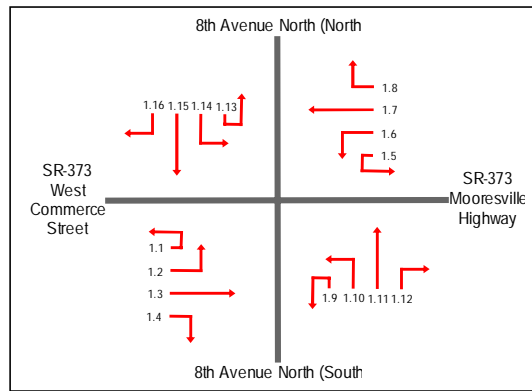 8th Avenue North (North
1.8
1.7
1.6
1.5
1.16 1.15 1.14 1.13
SR-373
West
Commerce
Street
SR-373
Mooresville
Highway
1.1
1.2
1.3
1.4
1.9 1.10 1.11 1.12
8th Avenue North (South